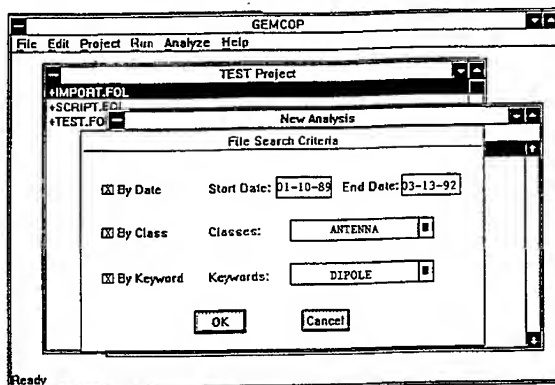 GEMCOP
File Edit Project Run Analyze Help
TEST Project
+IMPORT.FOL
+SCRIPT.FOL
+TEST.FO
New Analysis
File Search Criteria
By Date Start Date: 01-10-89 End Date: 03-13-92
By Class Classes: ANTENNA
By Keyword Keywords: DIPOLE
OK Cancel
Ready